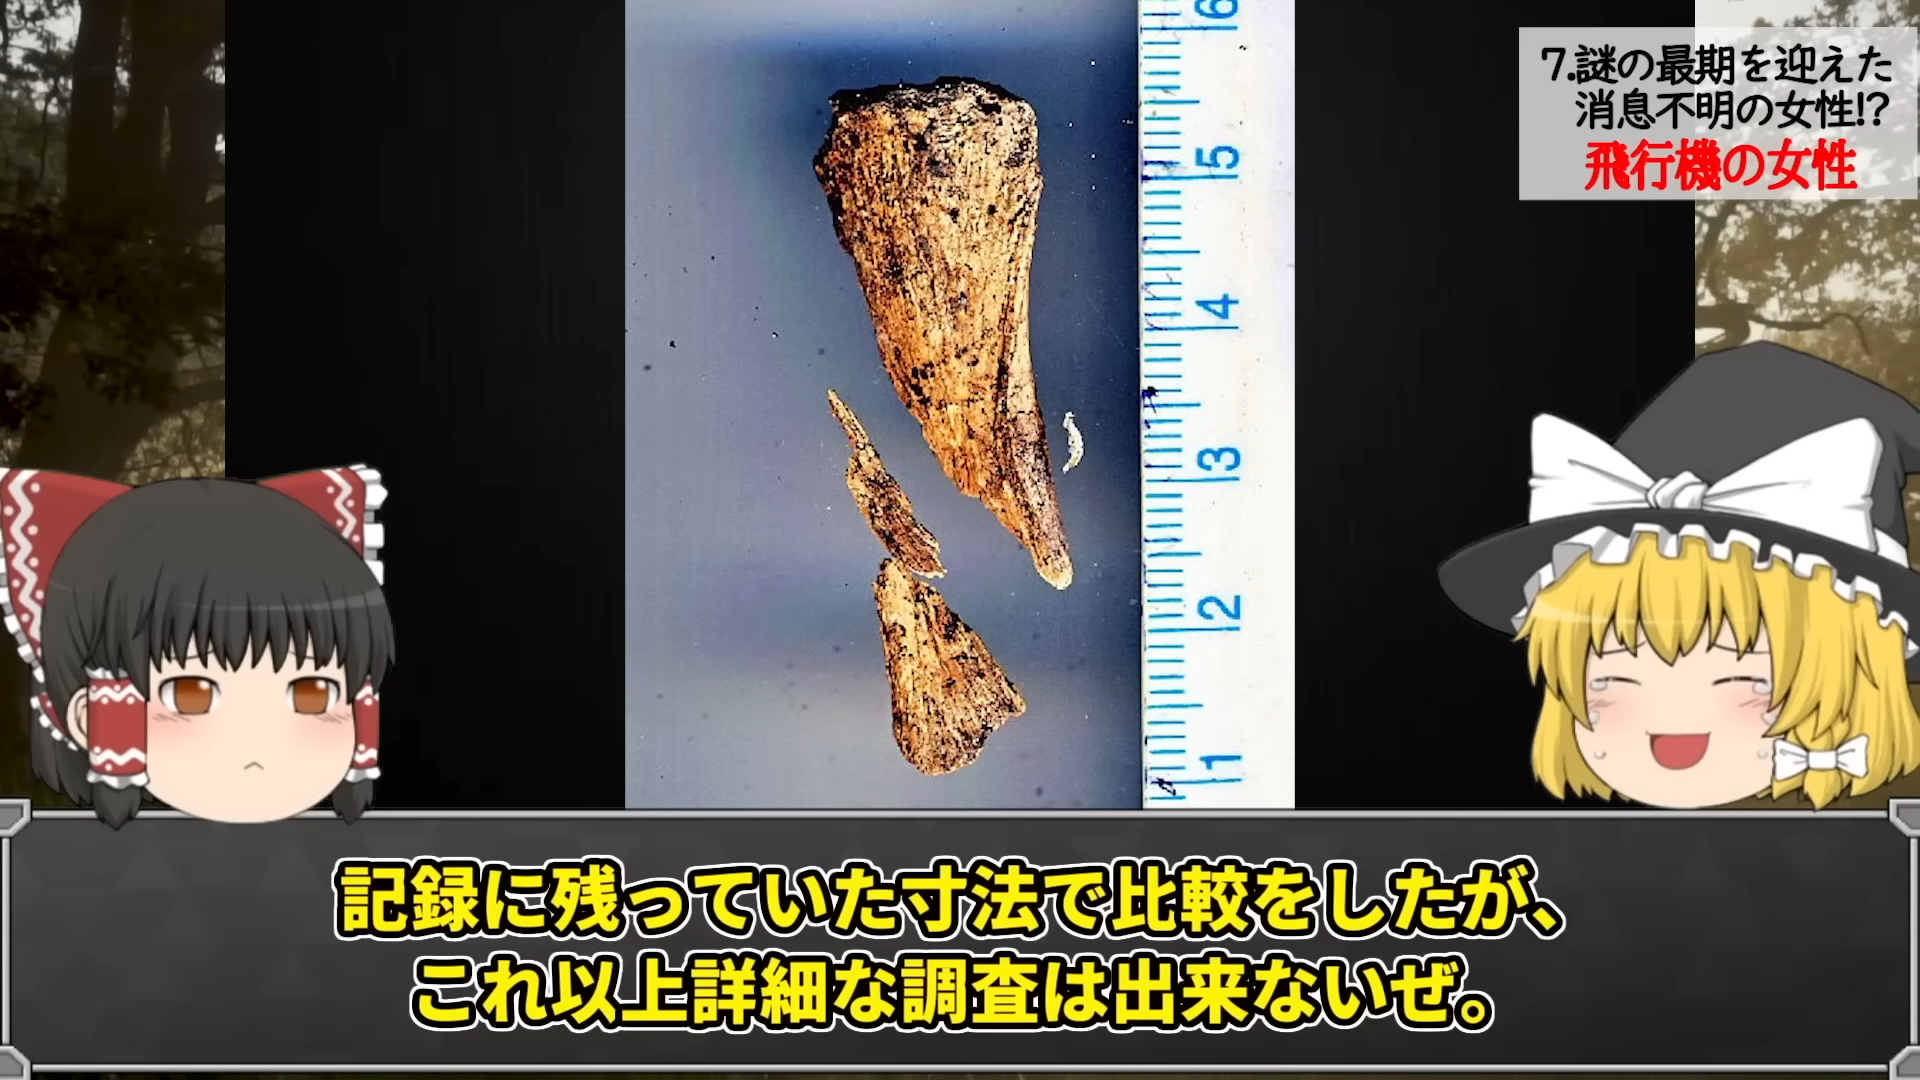 7.謎の最期を迎えた
消息不明の女性!?
飛行機の女性
6
5
4
3
2
1
記録に残っていた寸法で比較をしたが、
これ以上詳細な調査は出来ないぜ。